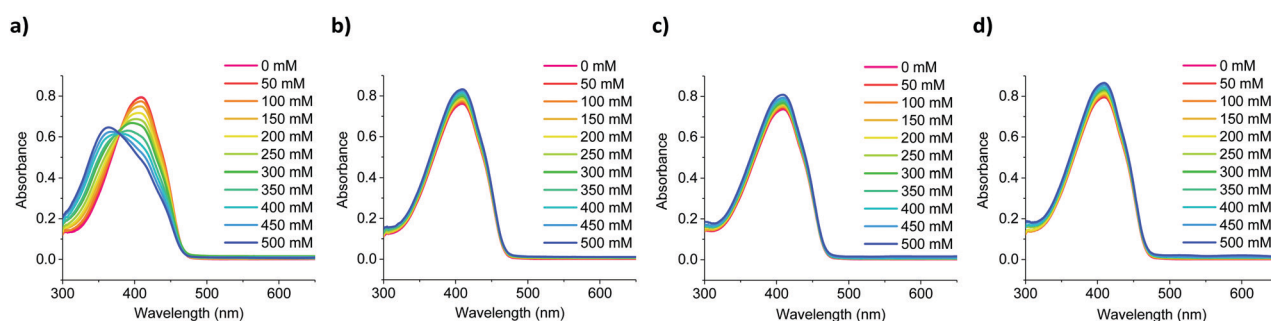 a)
Absorbance
0.8
0.6
0.4
0.2
0.0
300 400 500 600
Wavelength (nm)
0 mM
50 mM
100 mM
150 mM
200 mM
250 mM
300 mM
350 mM
400 mM
450 mM
500 mM
b)
Absorbance
0.8
0.6
0.4
0.2
0.0
300 400 500 600
Wavelength (nm)
0 mM
50 mM
100 mM
150 mM
200 mM
250 mM
300 mM
350 mM
400 mM
450 mM
500 mM
c)
Absorbance
0.8
0.6
0.4
0.2
0.0
300 400 500 600
Wavelength (nm)
0 mM
50 mM
100 mM
150 mM
200 mM
250 mM
300 mM
350 mM
400 mM
450 mM
500 mM
d)
Absorbance
0.8
0.6
0.4
0.2
0.0
300 400 500 600
Wavelength (nm)
0 mM
50 mM
100 mM
150 mM
200 mM
250 mM
300 mM
350 mM
400 mM
450 mM
500 mM